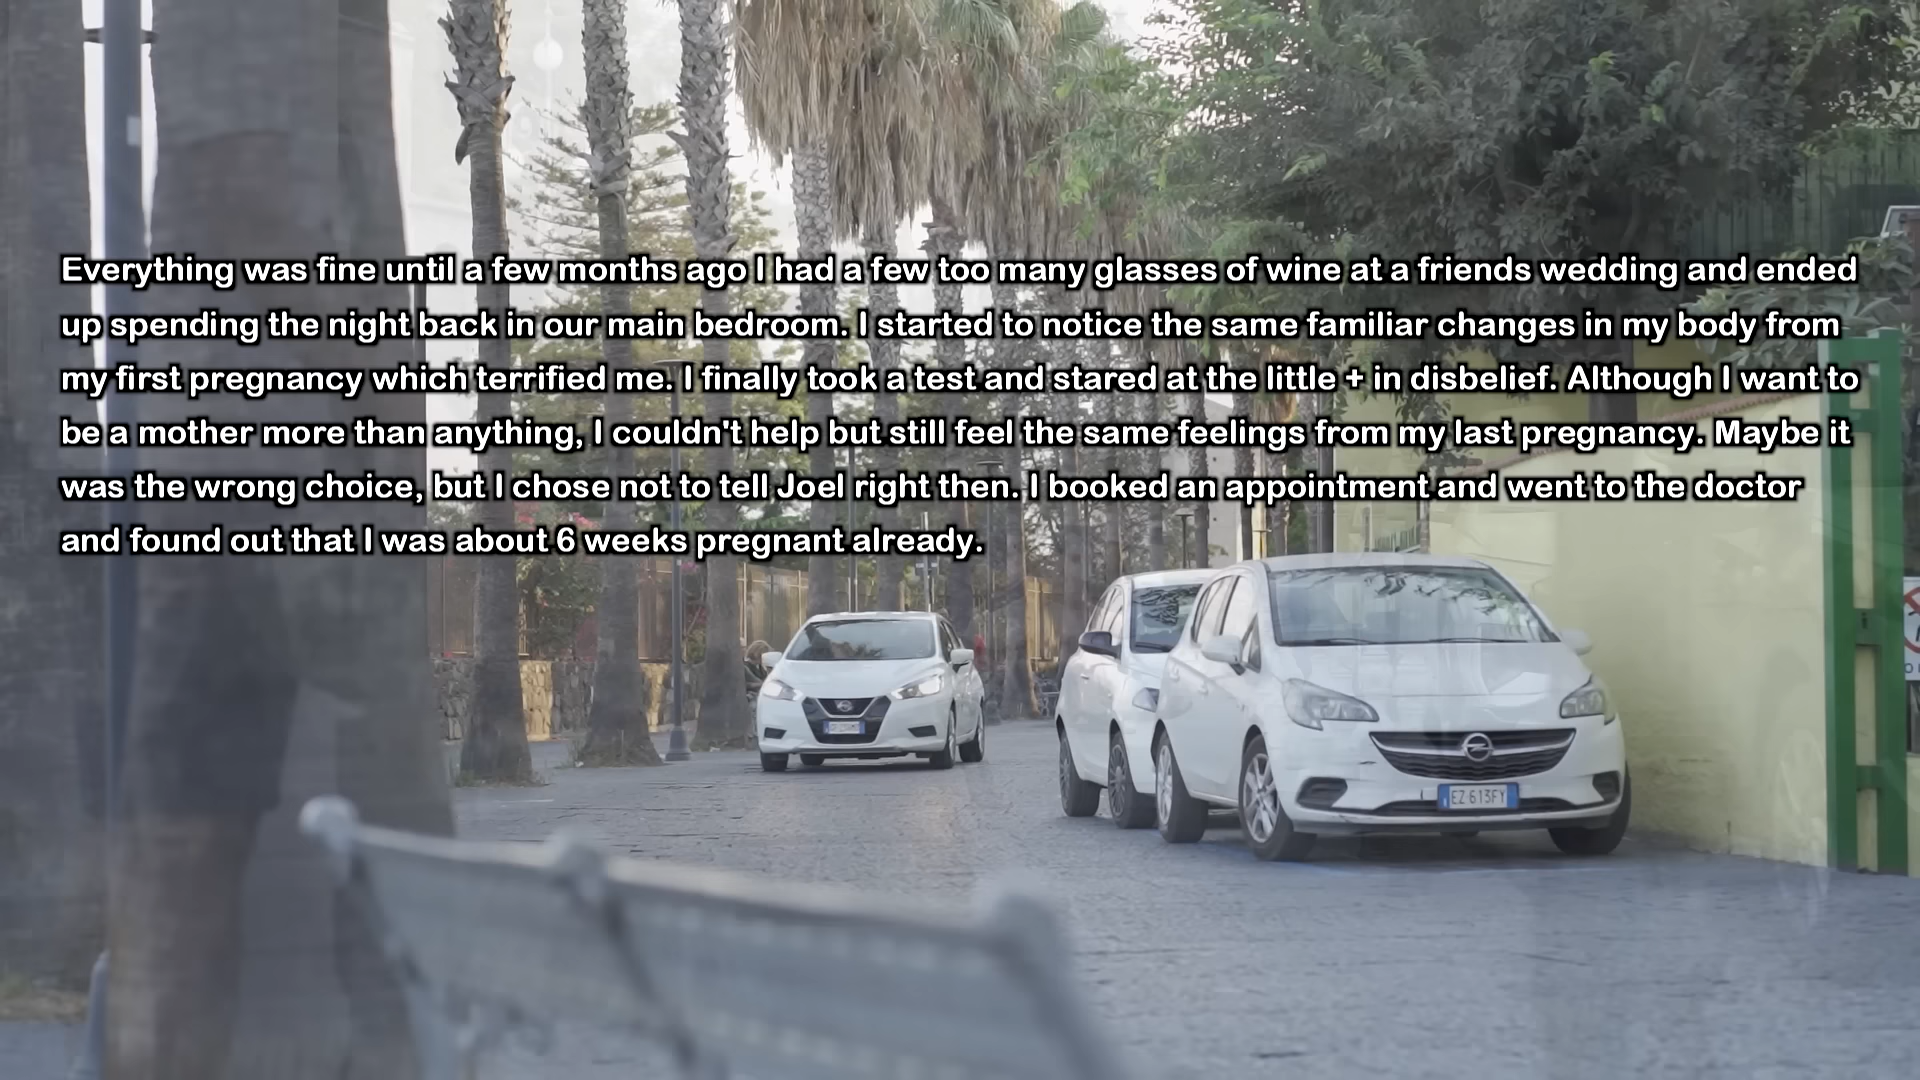 Everything was fine until a few months ago I had a few too many glasses of wine at a friends wedding and ended
up spending the night back in our main bedroom. I started to notice the same familiar changes in my body from
my first pregnancy which terrified me. I finally took a test and stared at the little + in disbelief. Although I want to
be a mother more than anything, I couldn't help but still feel the same feelings from my last pregnancy. Maybe it
was the wrong choice, but I chose not to tell Joel right then. I booked an appointment and went to the doctor
and found out that I was about 6 weeks pregnant already.
EZ 613FY